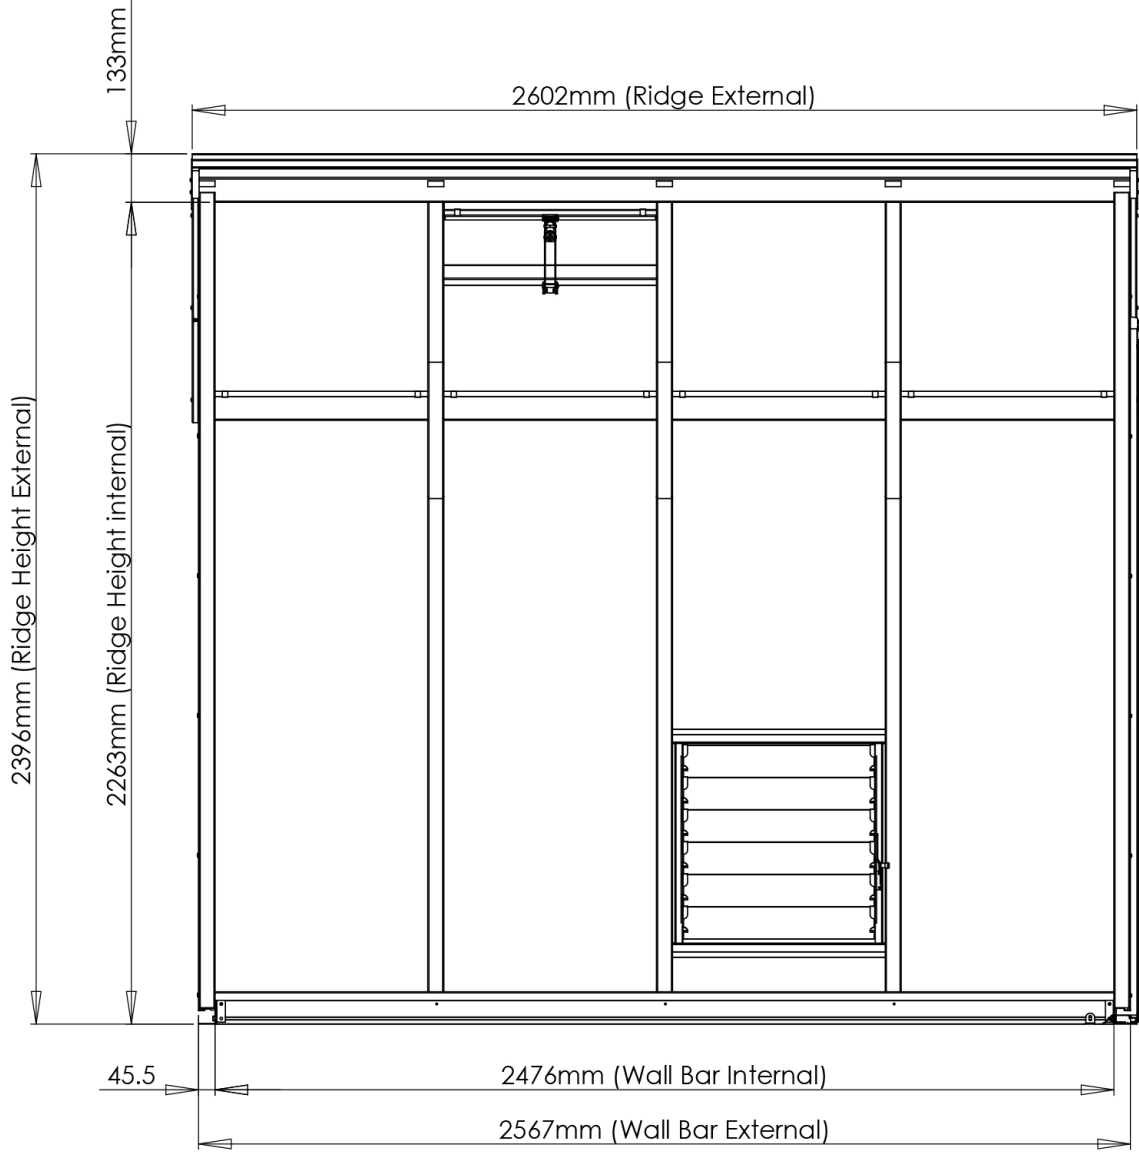 133mm
2602mm (Ridge External)
2396mm (Ridge Height External)
2263mm (Ridge Height internal)
45.5
2476mm (Wall Bar Internal)
2567mm (Wall Bar External)